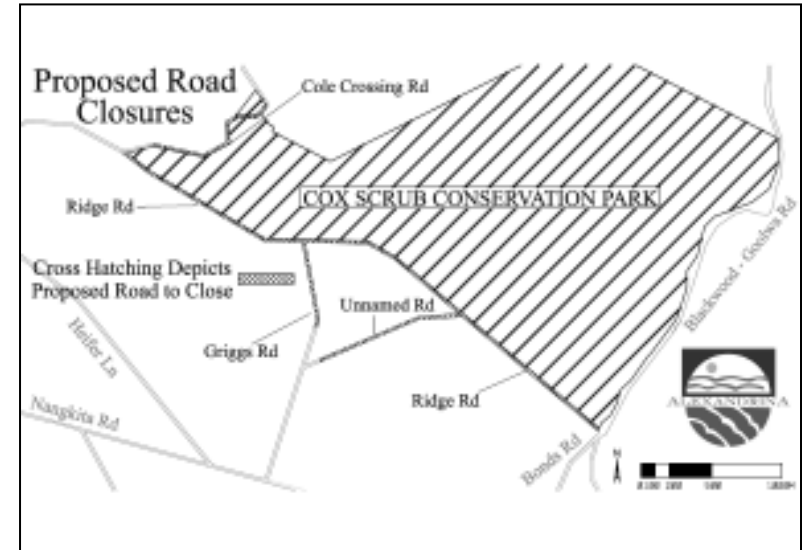 Proposed Road
Closures
Cole Crossing Rd
Ridge Rd
COX SCRUB CONSERVATION PARK
Blackwood - Goolwa Rd
Cross Hatching Depicts
Proposed Road to Close
Unnamed Rd
Griggs Rd
Heifer Ln
Ridge Rd
Nangkita Rd
Bonds Rd
ALEXANDRINA
N